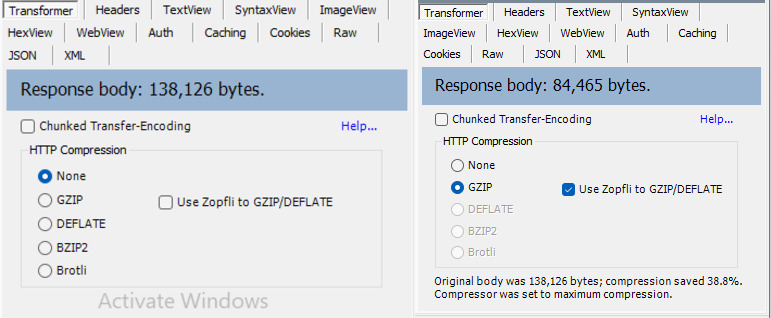 Transformer Headers TextView SyntaxView ImageView
HexView WebView Auth Caching Cookies Raw
JSON XML
Response body: 138,126 bytes.
Chunked Transfer-Encoding Help...
HTTP Compression
None
GZIP Use Zopfli to GZIP/DEFLATE
DEFLATE
BZIP2
Brotli
Activate Windows
Transformer Headers TextView SyntaxView
ImageView HexView WebView Auth Caching
Cookies Raw JSON XML
Response body: 84,465 bytes.
Chunked Transfer-Encoding Help...
HTTP Compression
None
GZIP Use Zopfli to GZIP/DEFLATE
DEFLATE
BZIP2
Brotli
Original body was 138,126 bytes; compression saved 38.8%.
Compressor was set to maximum compression.